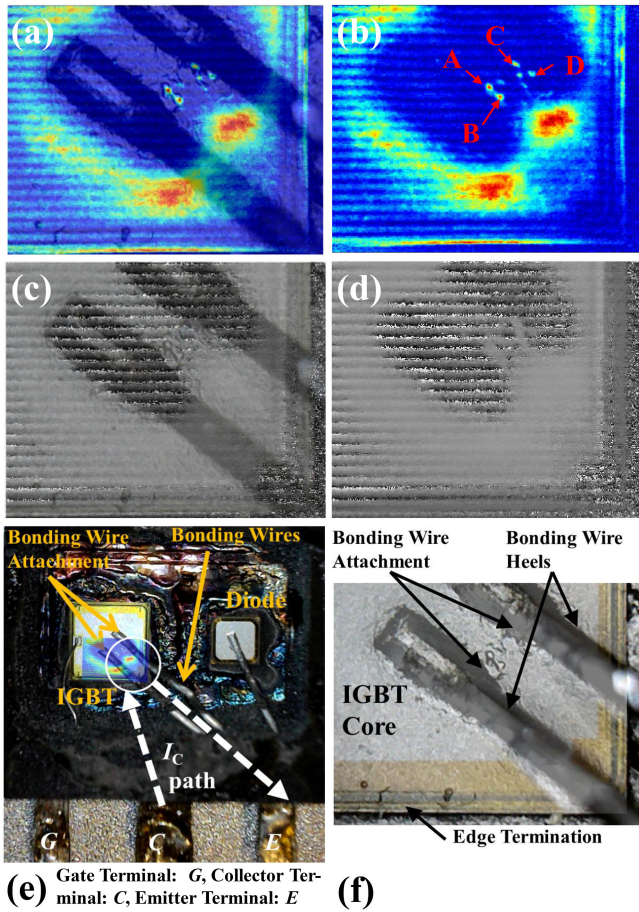 (a)
(b)
C
A
D
B
(c)
(d)
Bonding Wire
Attachment
Bonding Wires
Diode
IGBT
I_C
path
G
C
E
(e) Gate Terminal: G, Collector Ter-
minal: C, Emitter Terminal: E
Bonding Wire
Attachment
Bonding Wire
Heels
IGBT
Core
Edge Termination
(f)